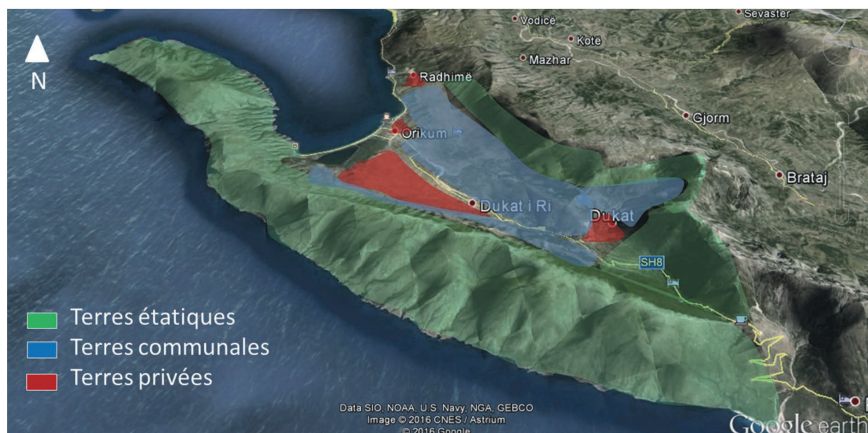 Vodicë
Sevaster
Kotë
Mazhar
N
Radhimë
Gjorm
Orikum
Brataj
Dukat i Ri
Dukat
SH8
Terres étatiques
Terres communales
Terres privées
Data SIO, NOAA, U.S. Navy, NGA, GEBCO
Image © 2016 CNES / Astrium
© 2016 Google
Google earth